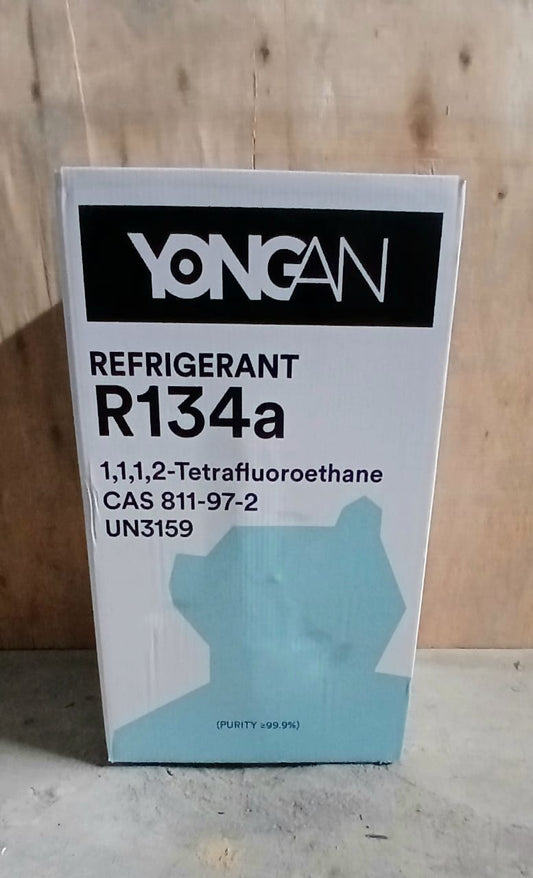 YONGAN
REFRIGERANT
R134a
1,1,1,2-Tetrafluoroethane
CAS 811-97-2
UN3159
(PURITY ≥99.9%)